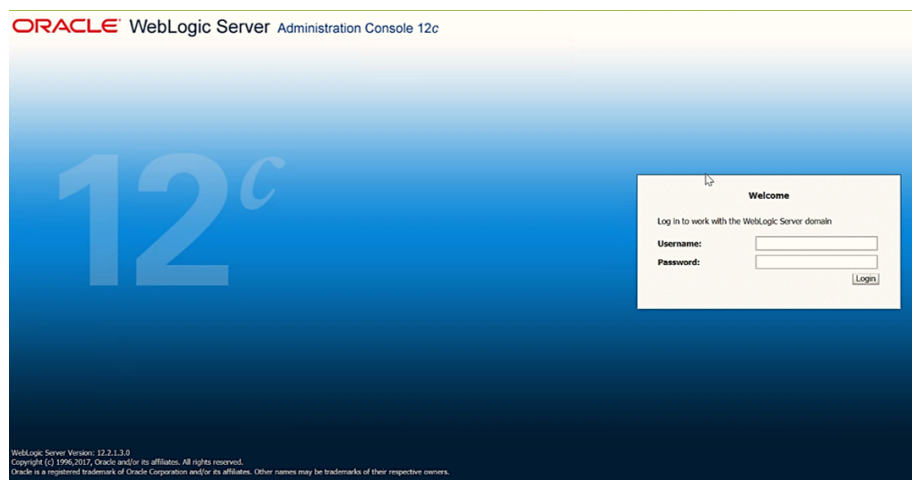 ORACLE WebLogic Server Administration Console 12c
12c
Welcome
Log in to work with the WebLogic Server domain
Username:
Password:
Login
WebLogic Server Version: 12.2.1.3.0
Copyright (c) 1996,2017, Oracle and/or its affiliates. All rights reserved.
Oracle is a registered trademark of Oracle Corporation and/or its affiliates. Other names may be trademarks of their respective owners.